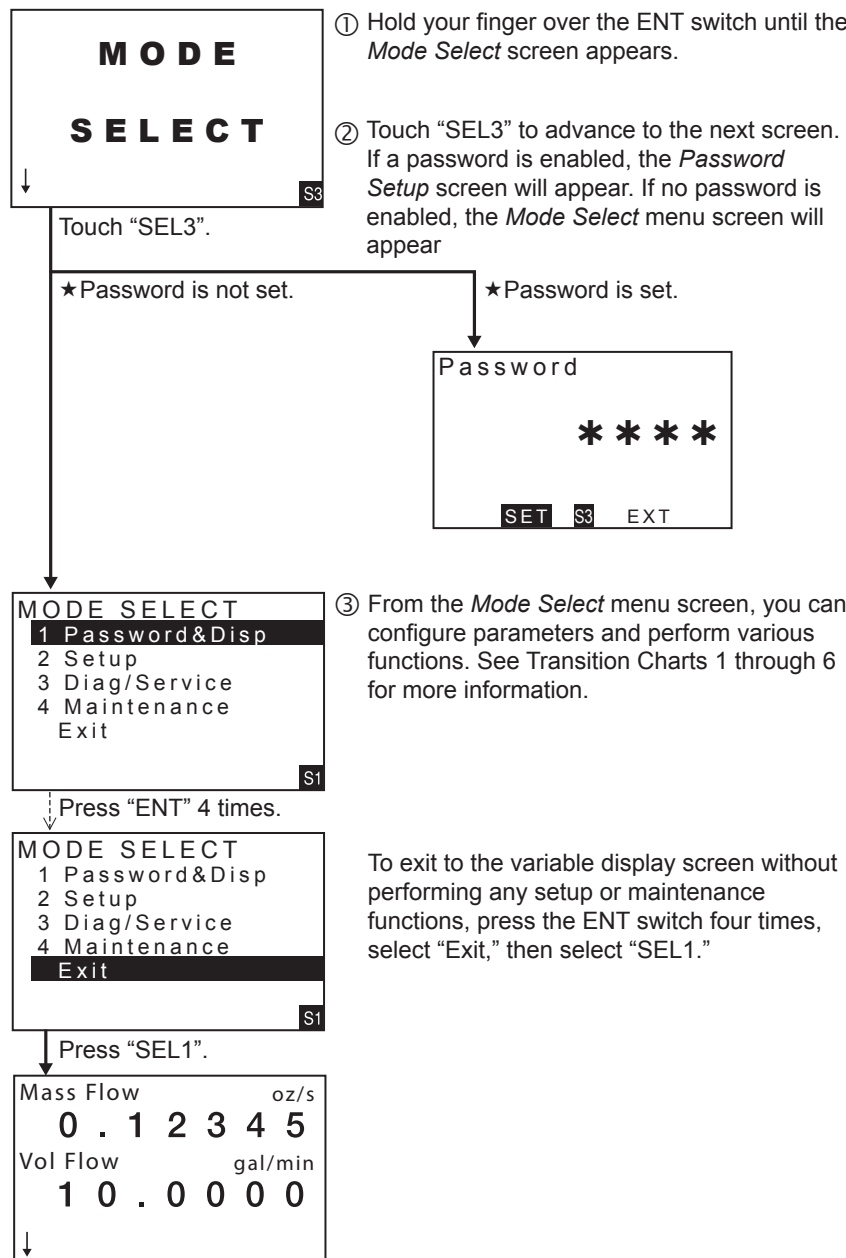 MODE
SELECT
↓
S3
① Hold your finger over the ENT switch until the
Mode Select screen appears.
② Touch “SEL3” to advance to the next screen.
If a password is enabled, the Password
Setup screen will appear. If no password is
enabled, the Mode Select menu screen will
appear
Touch “SEL3”.
★Password is not set.
★Password is set.
Password
****
SET S3 EXT
MODE SELECT
1 Password&Disp
2 Setup
3 Diag/Service
4 Maintenance
Exit
S1
③ From the Mode Select menu screen, you can
configure parameters and perform various
functions. See Transition Charts 1 through 6
for more information.
Press “ENT” 4 times.
MODE SELECT
1 Password&Disp
2 Setup
3 Diag/Service
4 Maintenance
Exit
S1
To exit to the variable display screen without
performing any setup or maintenance
functions, press the ENT switch four times,
select “Exit,” then select “SEL1.”
Press “SEL1”.
Mass Flow oz/s
0.12345
Vol Flow gal/min
10.0000
↓